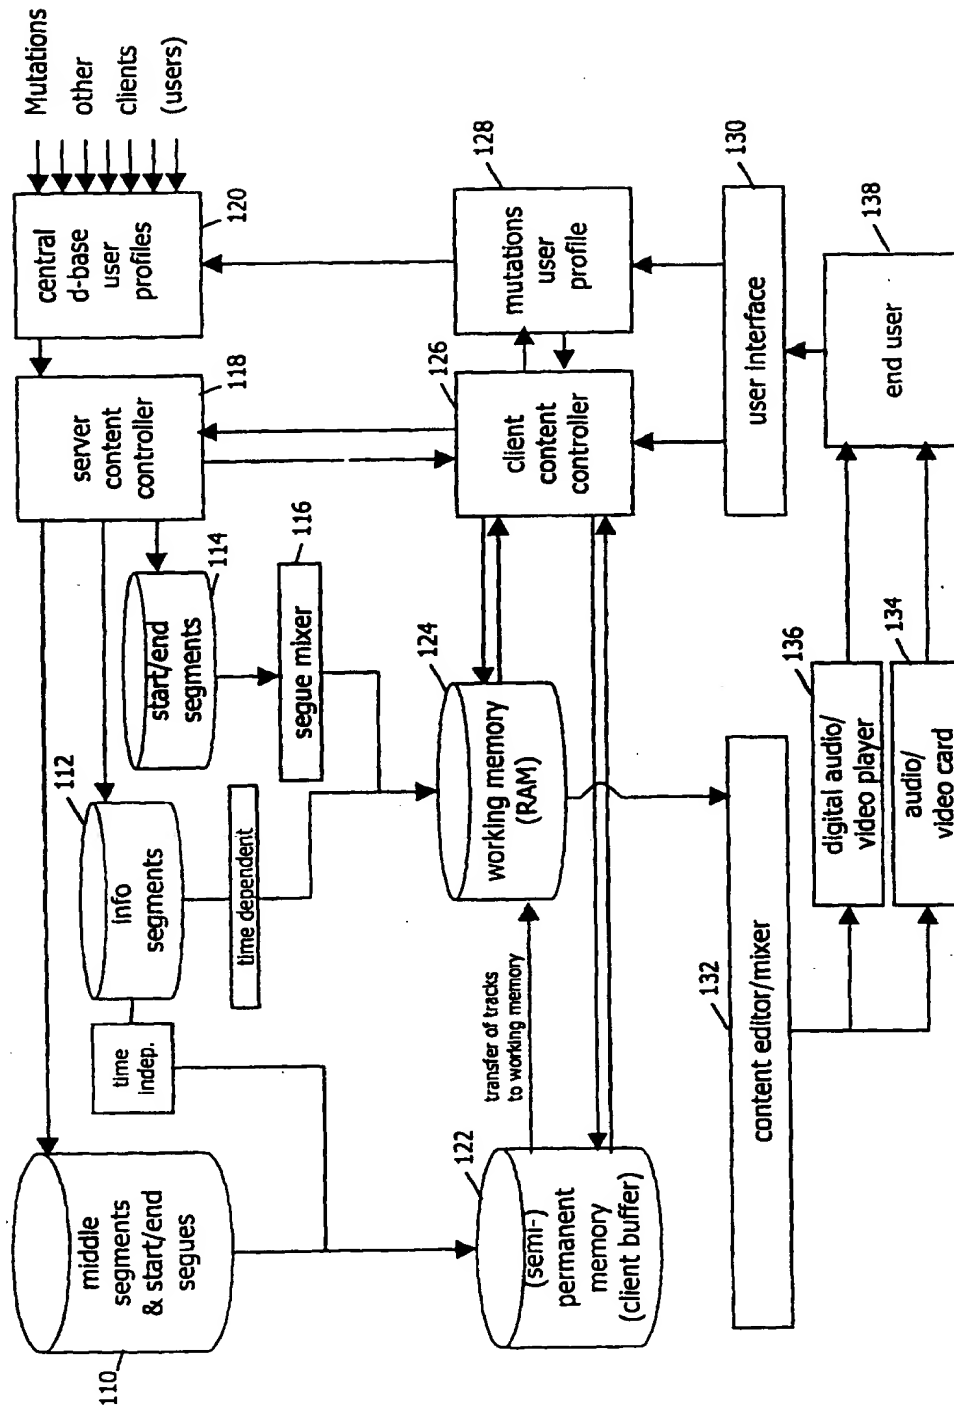 Mutations
other
clients
(users)
central
d-base
user
profiles
120
server
content
controller
118
start/end
segments
114
segue mixer
116
info
segments
112
time dependent
time
indep.
middle
segments
& start/end
segues
110
mutations
user
profile
128
client
content
controller
126
working memory
(RAM)
124
transfer of tracks
to working memory
(semi-)
permanent
memory
(client buffer)
122
user interface
130
content editor/mixer
132
end user
138
digital audio/
video player
136
audio/
video card
134